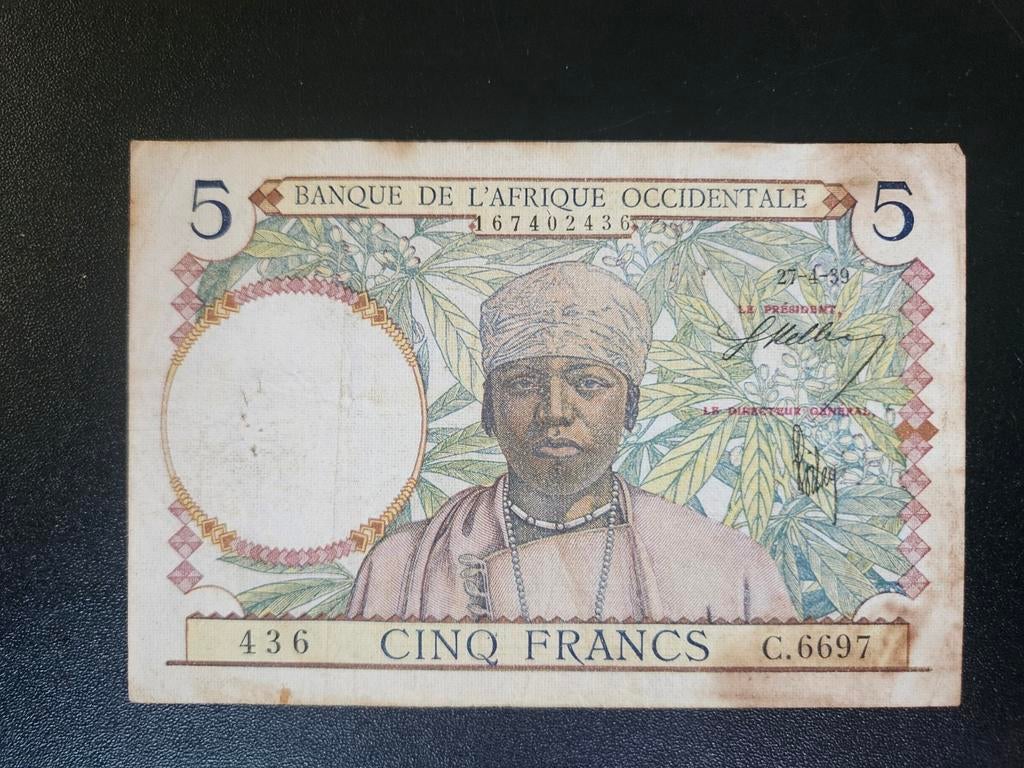 5 BANQUE DE L'AFRIQUE OCCIDENTALE 5
167402436
27-4-39
LE PRÉSIDENT,
LE DIRECTEUR GÉNÉRAL,
436 CINQ FRANCS C.6697